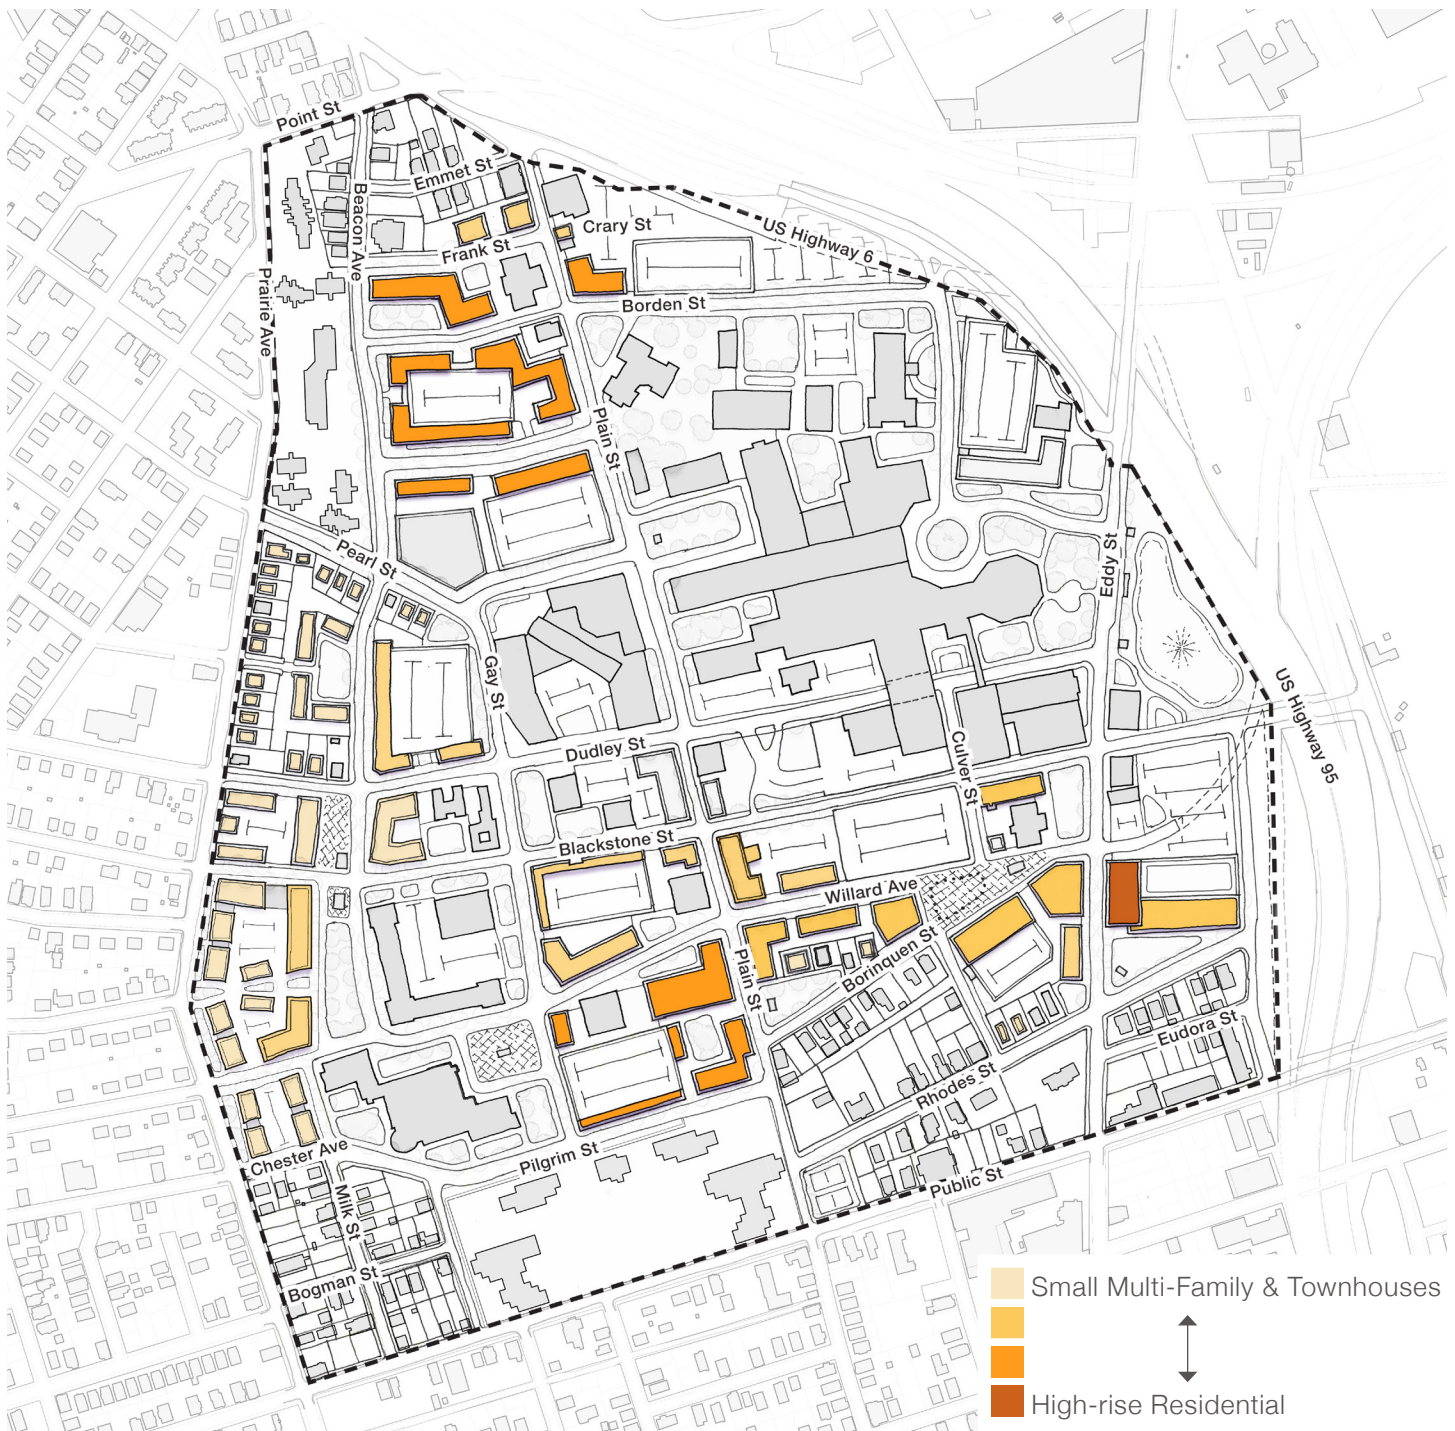 Point St
Emmet St
Beacon Ave
Crary St
US Highway 6
Frank St
Prairie Ave
Borden St
Plain St
Pearl St
Eddy St
Gay St
US Highway 95
Dudley St
Culver St
Blackstone St
Willard Ave
Borinquen St
Plain St
Eudora St
Rhodes St
Chester Ave
Pilgrim St
Public St
Milk St
Bogman St
Small Multi-Family & Townhouses
High-rise Residential